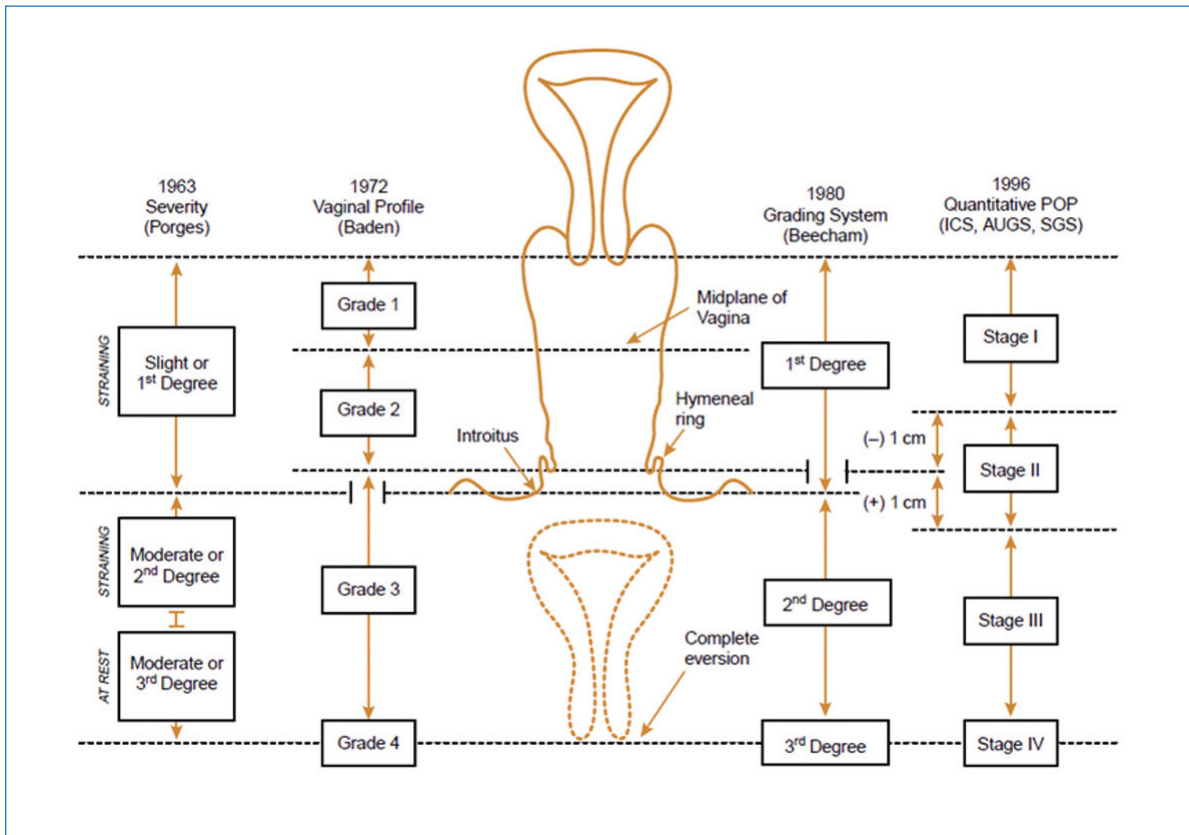 1963
Severity
(Porges)
1972
Vaginal Profile
(Baden)
1980
Grading System
(Beecham)
1996
Quantitative POP
(ICS, AUGS, SGS)
STRAINING
Slight or
1st Degree
Grade 1
Grade 2
Midplane of
Vagina
Hymeneal
ring
Introitus
1st Degree
Stage I
(–) 1 cm
Stage II
(+) 1 cm
STRAINING
Moderate or
2nd Degree
AT REST
Moderate or
3rd Degree
Grade 3
Grade 4
Complete
eversion
2nd Degree
3rd Degree
Stage III
Stage IV